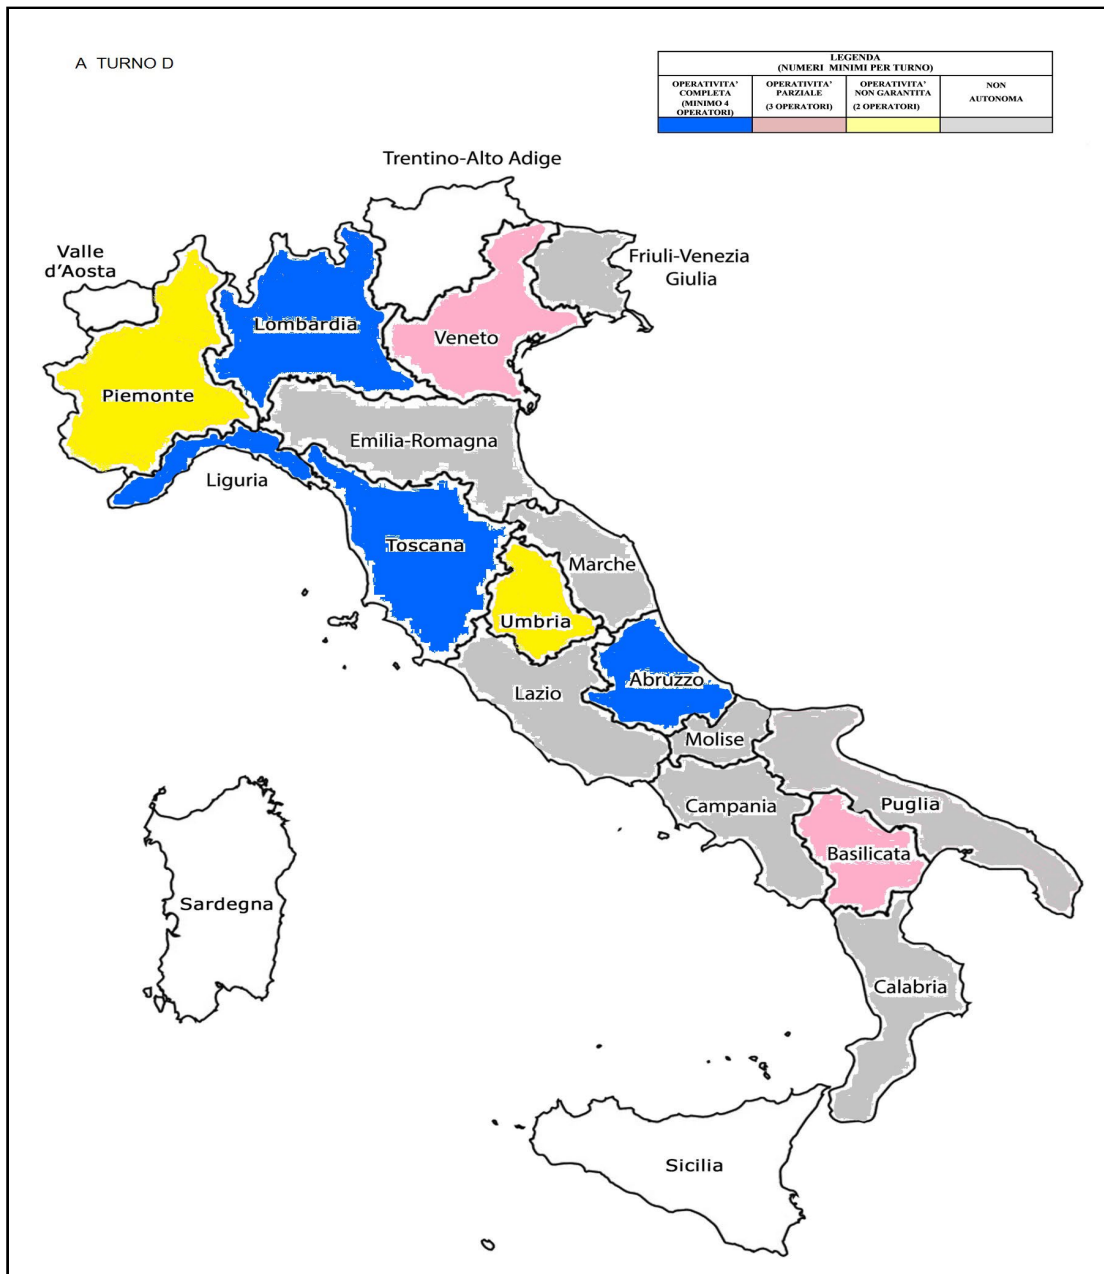 A TURNO D
LEGENDA
(NUMERI MINIMI PER TURNO)
OPERATIVITA'
COMPLETA
(MINIMO 4
OPERATORI)
OPERATIVITA'
PARZIALE
(3 OPERATORI)
OPERATIVITA'
NON GARANTITA
(2 OPERATORI)
NON
AUTONOMA
Trentino-Alto Adige
Valle
d'Aosta
Friuli-Venezia
Giulia
Lombardia
Veneto
Piemonte
Emilia-Romagna
Liguria
Toscana
Marche
Umbria
Abruzzo
Lazio
Molise
Campania
Puglia
Basilicata
Sardegna
Calabria
Sicilia